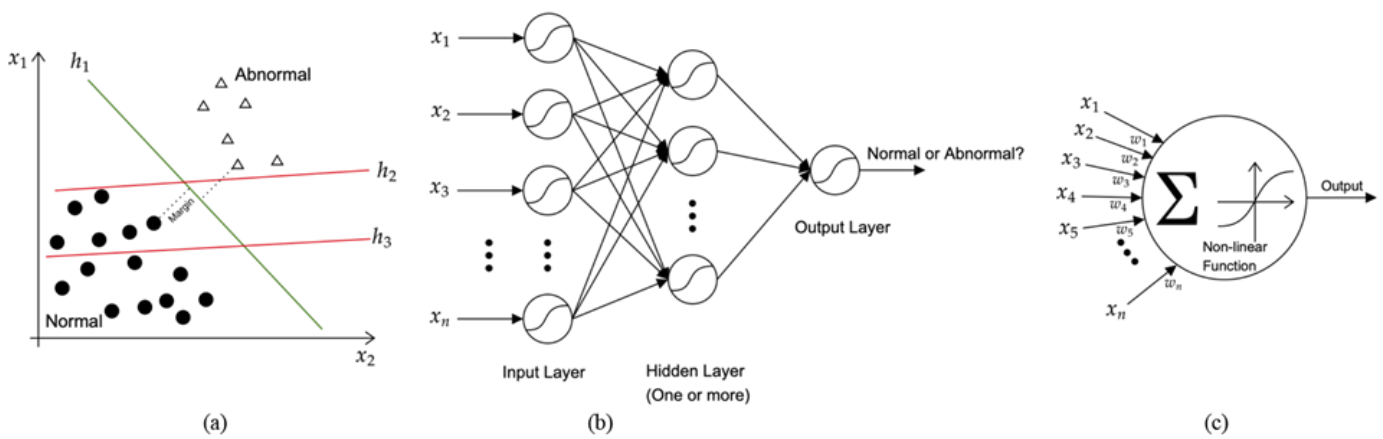 x₁
h₁
Abnormal
h₂
Margin
h₃
Normal
x₂
(a)
x₁
x₂
x₃
xₙ
Normal or Abnormal?
Output Layer
Input Layer
Hidden Layer
(One or more)
(b)
x₁
x₂
x₃
x₄
x₅
xₙ
w₁
w₂
w₃
w₄
w₅
wₙ
Σ
Non-linear
Function
Output
(c)